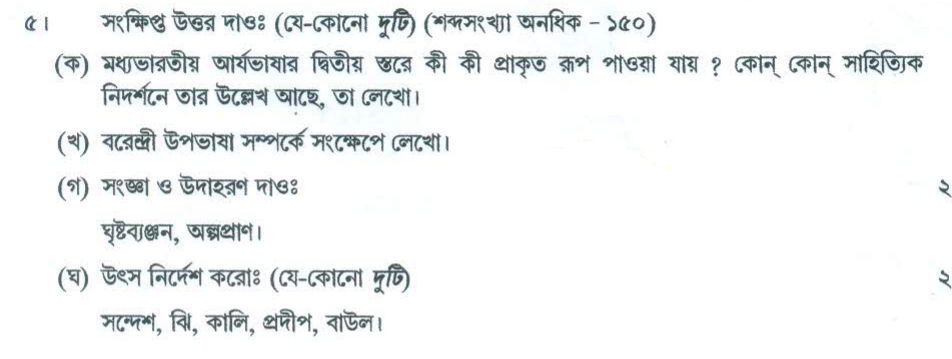 ৫। সংক্ষিপ্ত উত্তর দাওঃ (যে-কোনো দুটি) (শব্দসংখ্যা অনধিক - ১৫০)
(ক) মধ্যভারতীয় আর্যভাষার দ্বিতীয় স্তরে কী কী প্রাকৃত রূপ পাওয়া যায় ? কোন্ কোন্ সাহিত্যিক
নিদর্শনে তার উল্লেখ আছে, তা লেখো।
(খ) বরেন্দ্রী উপভাষা সম্পর্কে সংক্ষেপে লেখো।
(গ) সংজ্ঞা ও উদাহরণ দাওঃ ২
ঘৃষ্টব্যঞ্জন, অল্পপ্রাণ।
(ঘ) উৎস নির্দেশ করোঃ (যে-কোনো দুটি) ২
সন্দেশ, ঝি, কালি, প্রদীপ, বাউল।